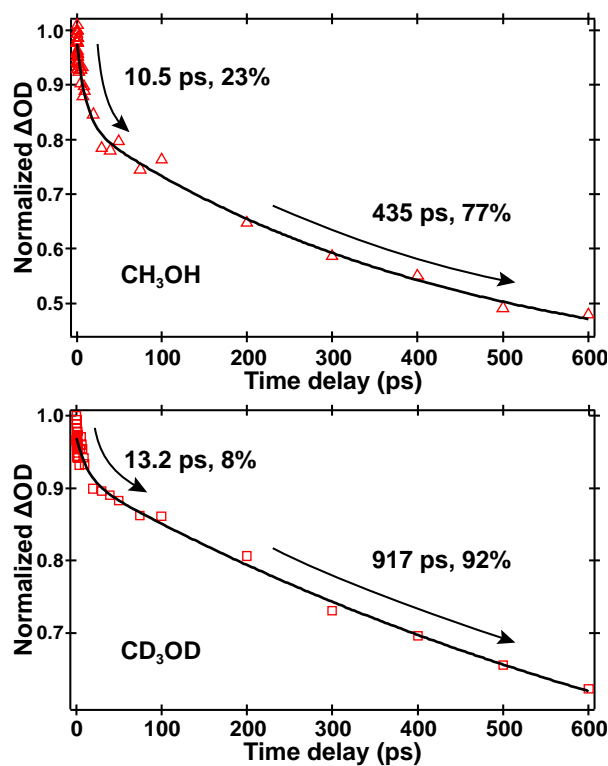 1.0
0.9
0.8
0.7
0.6
0.5
Normalized ΔOD
10.5 ps, 23%
435 ps, 77%
CH₃OH
0 100 200 300 400 500 600
Time delay (ps)
1.0
0.9
0.8
0.7
Normalized ΔOD
13.2 ps, 8%
917 ps, 92%
CD₃OD
0 100 200 300 400 500 600
Time delay (ps)